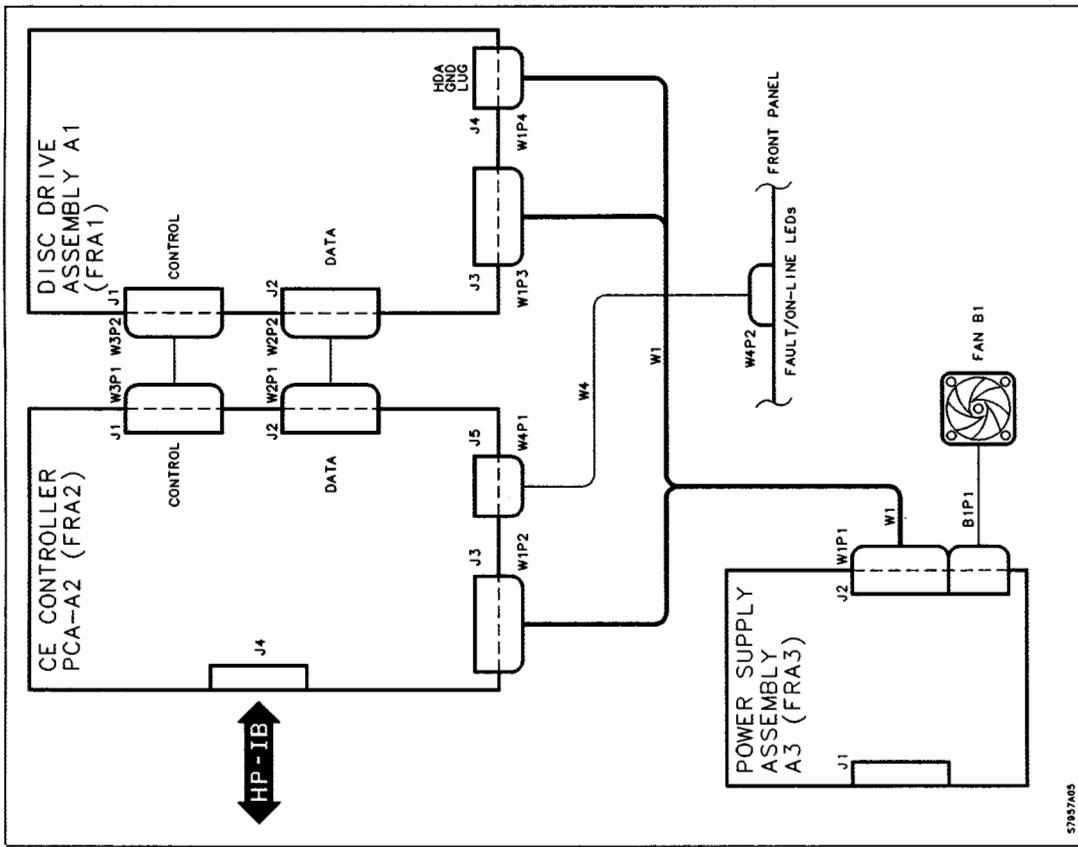 DISC DRIVE
ASSEMBLY A1
(FRA1)
J1
W3P2
CONTROL
J2
W2P2
DATA
HDA
GND
LUG
J3
W1P3
J4
W1P4
CE CONTROLLER
PCA-A2 (FRA2)
J1
W3P1
CONTROL
J2
W2P1
DATA
J4
HP-IB
J3
W1P2
J5
W4P1
W4
W1
W4P2
FRONT PANEL
FAULT/ON-LINE LEDs
POWER SUPPLY
ASSEMBLY
A3 (FRA3)
J1
J2
W1P1
W1
B1P1
FAN B1
S7957A05